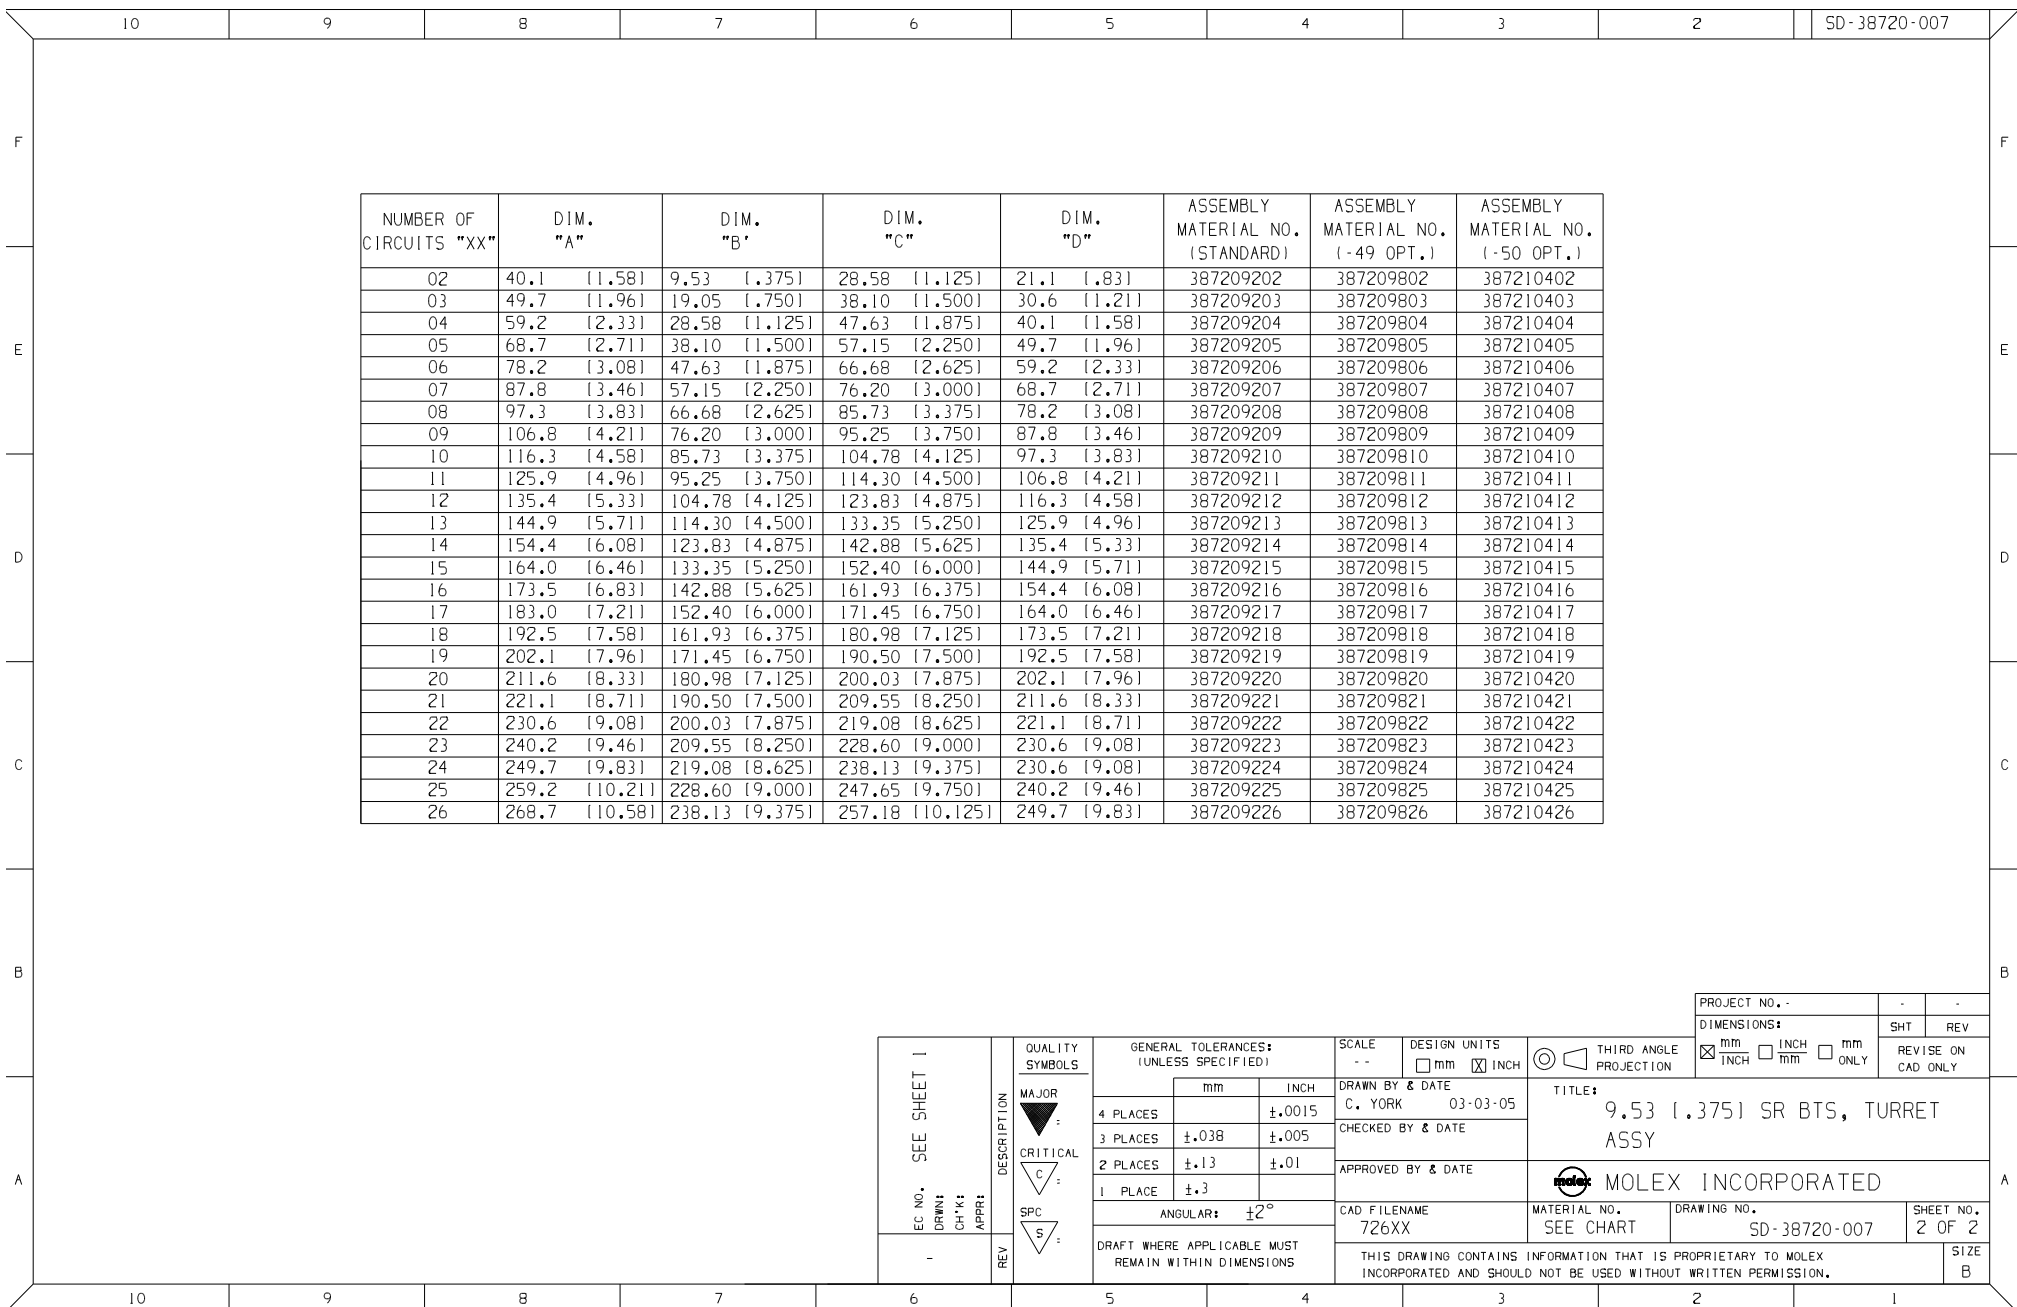 10 9 8 7 6 5 4 3 2 SD-38720-007
F F
E E
D D
C C
B B
A A
NUMBER OF CIRCUITS "XX" DIM. "A" DIM. "B' DIM. "C" DIM. "D" ASSEMBLY MATERIAL NO. (STANDARD) ASSEMBLY MATERIAL NO. (-49 OPT.) ASSEMBLY MATERIAL NO. (-50 OPT.)
02 40.1 [1.58] 9.53 [.375] 28.58 [1.125] 21.1 [.83] 387209202 387209802 387210402
03 49.7 [1.96] 19.05 [.750] 38.10 [1.500] 30.6 [1.21] 387209203 387209803 387210403
04 59.2 [2.33] 28.58 [1.125] 47.63 [1.875] 40.1 [1.58] 387209204 387209804 387210404
05 68.7 [2.71] 38.10 [1.500] 57.15 [2.250] 49.7 [1.96] 387209205 387209805 387210405
06 78.2 [3.08] 47.63 [1.875] 66.68 [2.625] 59.2 [2.33] 387209206 387209806 387210406
07 87.8 [3.46] 57.15 [2.250] 76.20 [3.000] 68.7 [2.71] 387209207 387209807 387210407
08 97.3 [3.83] 66.68 [2.625] 85.73 [3.375] 78.2 [3.08] 387209208 387209808 387210408
09 106.8 [4.21] 76.20 [3.000] 95.25 [3.750] 87.8 [3.46] 387209209 387209809 387210409
10 116.3 [4.58] 85.73 [3.375] 104.78 [4.125] 97.3 [3.83] 387209210 387209810 387210410
11 125.9 [4.96] 95.25 [3.750] 114.30 [4.500] 106.8 [4.21] 387209211 387209811 387210411
12 135.4 [5.33] 104.78 [4.125] 123.83 [4.875] 116.3 [4.58] 387209212 387209812 387210412
13 144.9 [5.71] 114.30 [4.500] 133.35 [5.250] 125.9 [4.96] 387209213 387209813 387210413
14 154.4 [6.08] 123.83 [4.875] 142.88 [5.625] 135.4 [5.33] 387209214 387209814 387210414
15 164.0 [6.46] 133.35 [5.250] 152.40 [6.000] 144.9 [5.71] 387209215 387209815 387210415
16 173.5 [6.83] 142.88 [5.625] 161.93 [6.375] 154.4 [6.08] 387209216 387209816 387210416
17 183.0 [7.21] 152.40 [6.000] 171.45 [6.750] 164.0 [6.46] 387209217 387209817 387210417
18 192.5 [7.58] 161.93 [6.375] 180.98 [7.125] 173.5 [7.21] 387209218 387209818 387210418
19 202.1 [7.96] 171.45 [6.750] 190.50 [7.500] 192.5 [7.58] 387209219 387209819 387210419
20 211.6 [8.33] 180.98 [7.125] 200.03 [7.875] 202.1 [7.96] 387209220 387209820 387210420
21 221.1 [8.71] 190.50 [7.500] 209.55 [8.250] 211.6 [8.33] 387209221 387209821 387210421
22 230.6 [9.08] 200.03 [7.875] 219.08 [8.625] 221.1 [8.71] 387209222 387209822 387210422
23 240.2 [9.46] 209.55 [8.250] 228.60 [9.000] 230.6 [9.08] 387209223 387209823 387210423
24 249.7 [9.83] 219.08 [8.625] 238.13 [9.375] 230.6 [9.08] 387209224 387209824 387210424
25 259.2 [10.21] 228.60 [9.000] 247.65 [9.750] 240.2 [9.46] 387209225 387209825 387210425
26 268.7 [10.58] 238.13 [9.375] 257.18 [10.125] 249.7 [9.83] 387209226 387209826 387210426
PROJECT NO. - - -
DIMENSIONS: SHT REV
mm INCH INCH mm mm ONLY
REVISE ON
CAD ONLY
EC NO. SEE SHEET 1
DRWN:
CH'K:
APPR:
DESCRIPTION
- REV
QUALITY
SYMBOLS
MAJOR
=
CRITICAL
C =
SPC
S =
GENERAL TOLERANCES:
(UNLESS SPECIFIED)
mm INCH
4 PLACES ±.0015
3 PLACES ±.038 ±.005
2 PLACES ±.13 ±.01
1 PLACE ±.3
ANGULAR: ±2°
DRAFT WHERE APPLICABLE MUST
REMAIN WITHIN DIMENSIONS
SCALE
--
DESIGN UNITS
mm X INCH
THIRD ANGLE
PROJECTION
DRAWN BY & DATE
C. YORK 03-03-05
CHECKED BY & DATE
APPROVED BY & DATE
TITLE:
9.53 [.375] SR BTS, TURRET
ASSY
molex MOLEX INCORPORATED
CAD FILENAME
726XX
MATERIAL NO.
SEE CHART
DRAWING NO.
SD-38720-007
SHEET NO.
2 OF 2
THIS DRAWING CONTAINS INFORMATION THAT IS PROPRIETARY TO MOLEX
INCORPORATED AND SHOULD NOT BE USED WITHOUT WRITTEN PERMISSION.
SIZE
B
10 9 8 7 6 5 4 3 2 1